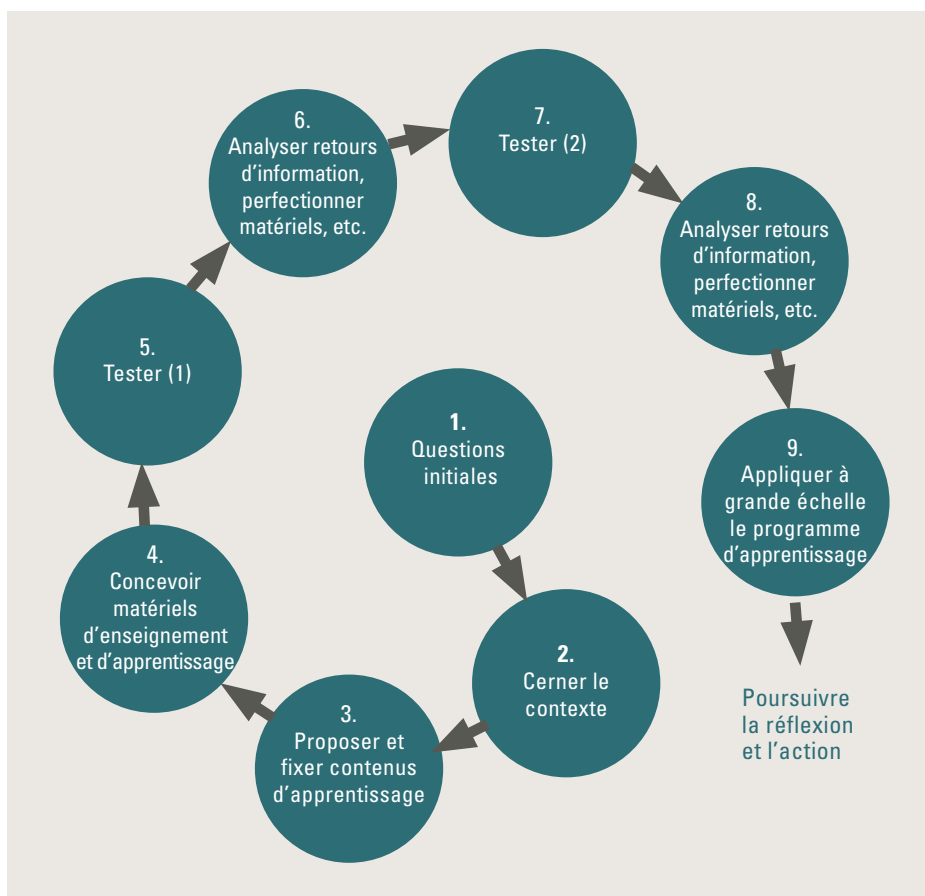 1.
Questions
initiales
2.
Cerner le
contexte
3.
Proposer et
fixer contenus
d'apprentissage
4.
Concevoir
matériels
d'enseignement
et d'apprentissage
5.
Tester (1)
6.
Analyser retours
d'information,
perfectionner
matériels, etc.
7.
Tester (2)
8.
Analyser retours
d'information,
perfectionner
matériels, etc.
9.
Appliquer à
grande échelle
le programme
d'apprentissage
Poursuivre
la réflexion
et l'action